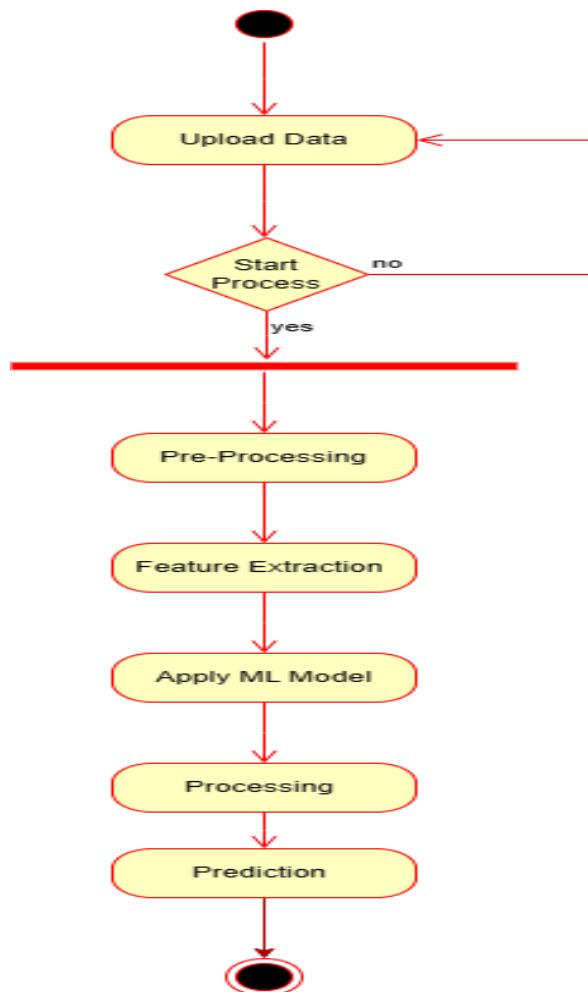 Upload Data
Start
Process
no
yes
Pre-Processing
Feature Extraction
Apply ML Model
Processing
Prediction